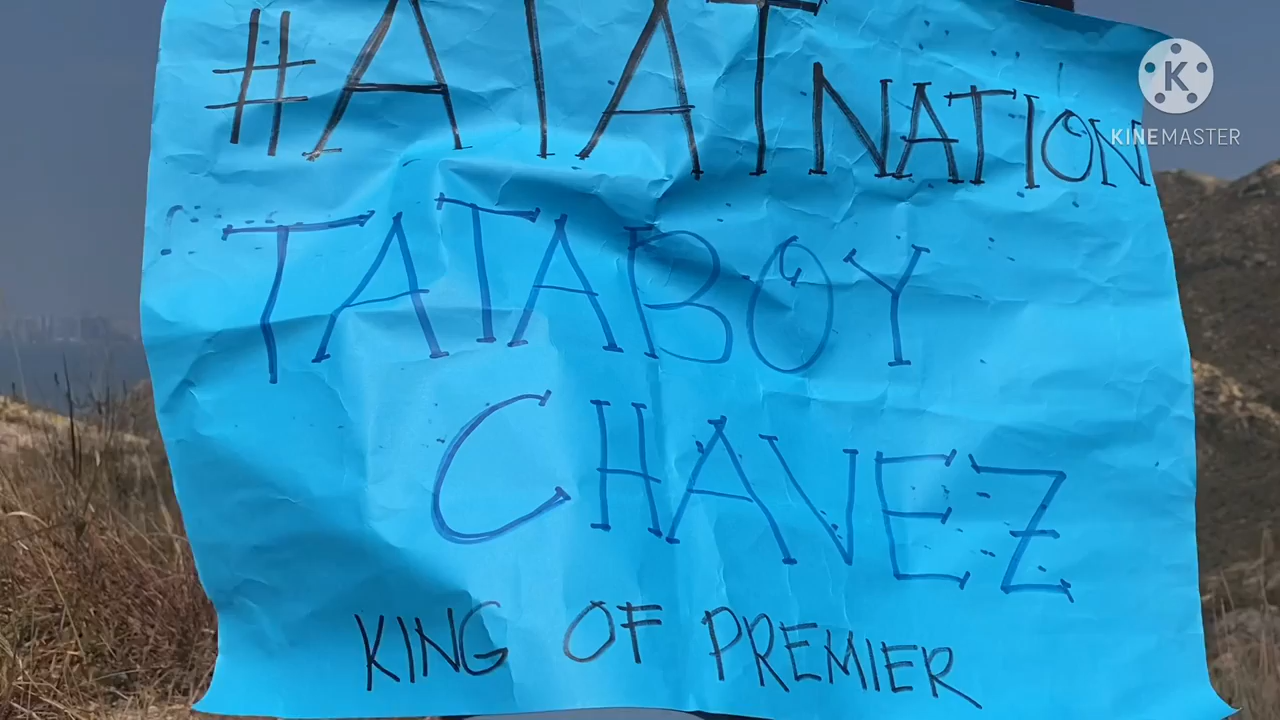 #ATATNATION
K
KINEMASTER
TATABOY
CHAVEZ
KING OF PREMIER